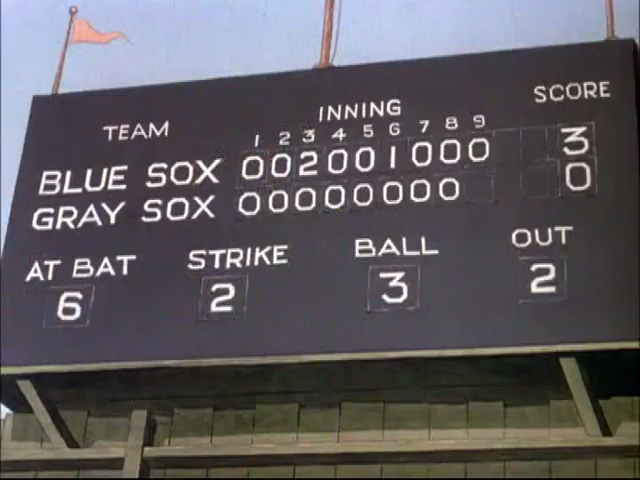 INNING
SCORE
TEAM
1 2 3 4 5 6 7 8 9
BLUE SOX 002001000 3
GRAY SOX 00000000 0
AT BAT STRIKE BALL OUT
6 2 3 2